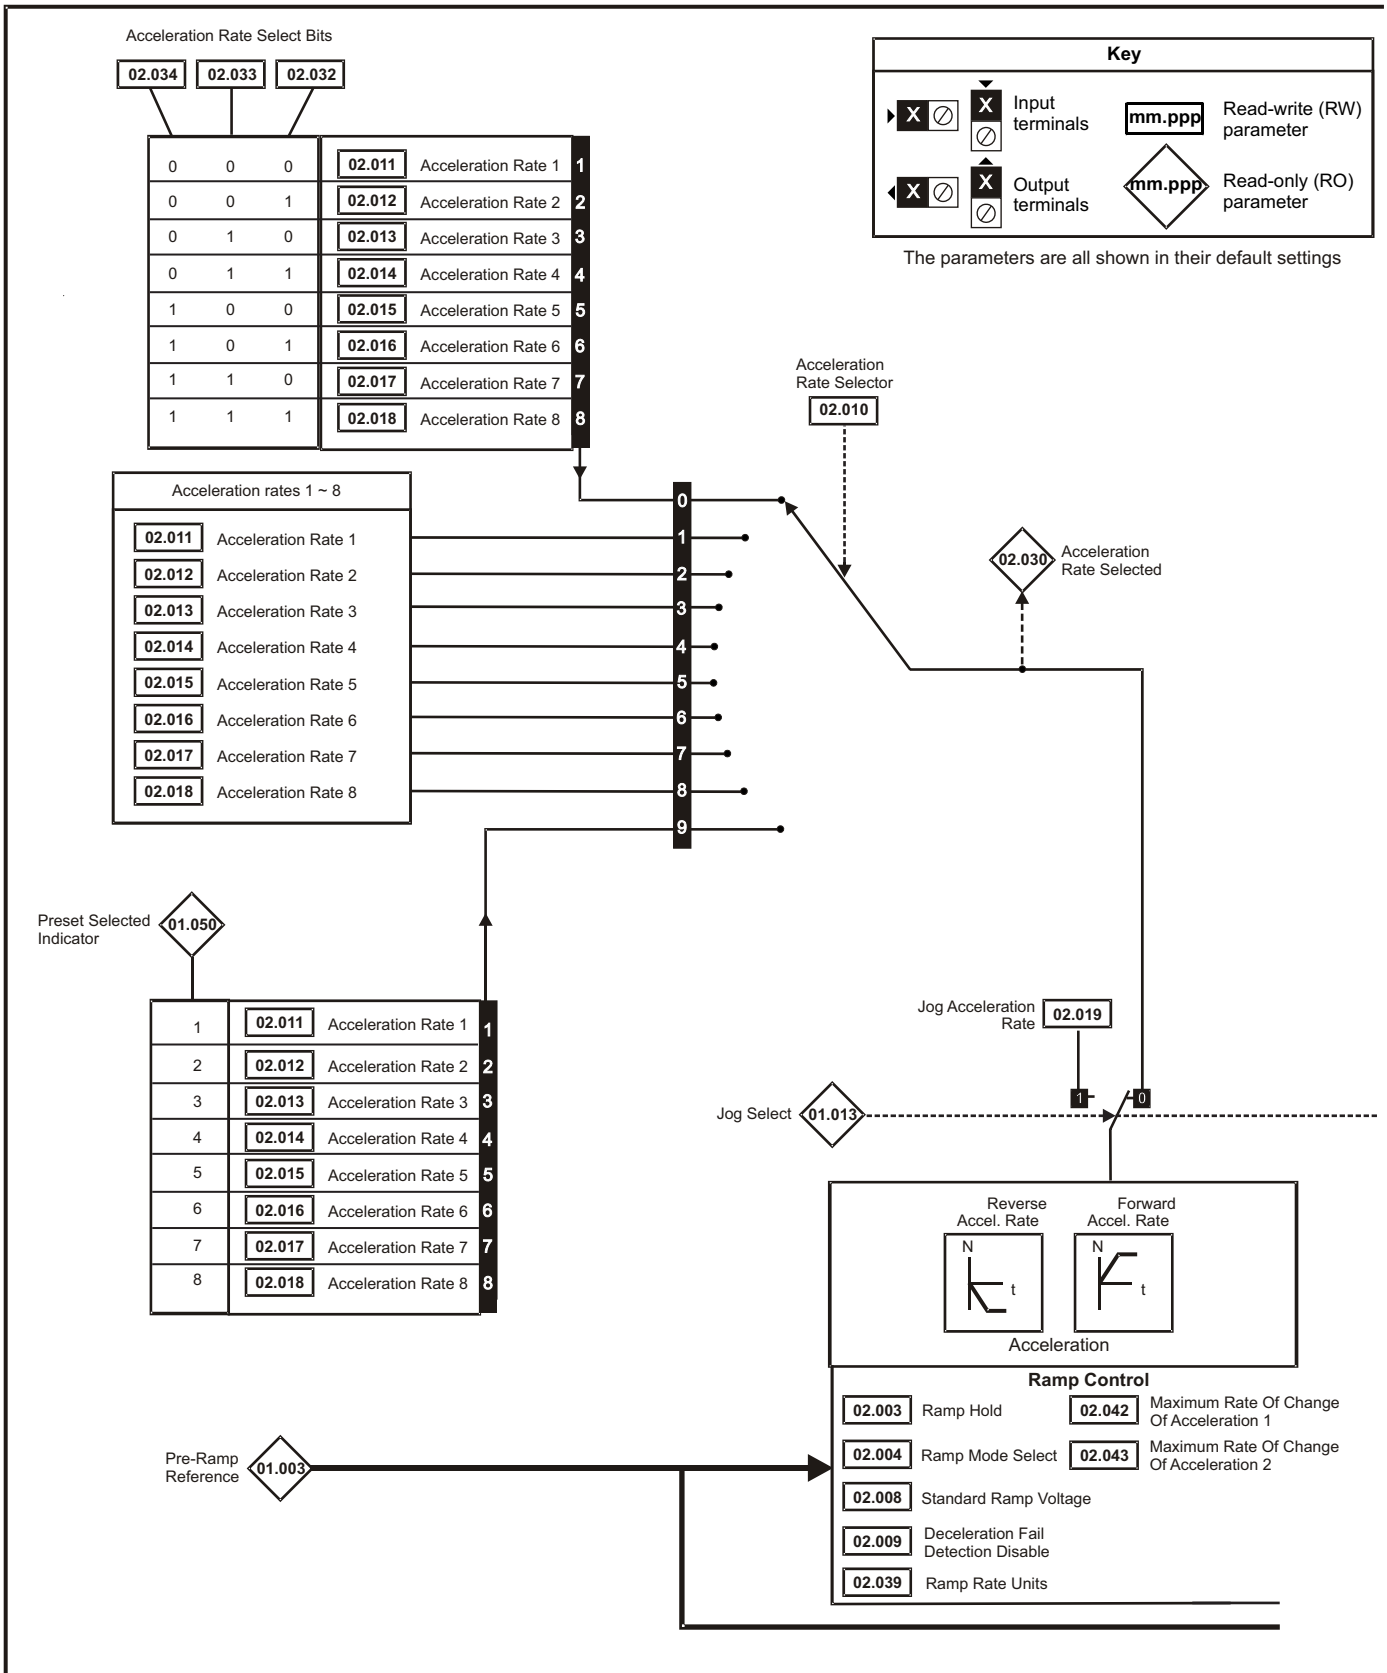 Acceleration Rate Select Bits
02.034 02.033 02.032
0 0 0 02.011 Acceleration Rate 1 1
0 0 1 02.012 Acceleration Rate 2 2
0 1 0 02.013 Acceleration Rate 3 3
0 1 1 02.014 Acceleration Rate 4 4
1 0 0 02.015 Acceleration Rate 5 5
1 0 1 02.016 Acceleration Rate 6 6
1 1 0 02.017 Acceleration Rate 7 7
1 1 1 02.018 Acceleration Rate 8 8
Key
X X Input
terminals
mm.ppp Read-write (RW)
parameter
X X Output
terminals
mm.ppp Read-only (RO)
parameter
The parameters are all shown in their default settings
Acceleration
Rate Selector
02.010
Acceleration rates 1 ~ 8
0
02.011 Acceleration Rate 1 1
02.012 Acceleration Rate 2 2
02.013 Acceleration Rate 3 3
02.014 Acceleration Rate 4 4
02.015 Acceleration Rate 5 5
02.016 Acceleration Rate 6 6
02.017 Acceleration Rate 7 7
02.018 Acceleration Rate 8 8
9
02.030 Acceleration
Rate Selected
Preset Selected
Indicator
01.050
1 02.011 Acceleration Rate 1 1
2 02.012 Acceleration Rate 2 2
3 02.013 Acceleration Rate 3 3
4 02.014 Acceleration Rate 4 4
5 02.015 Acceleration Rate 5 5
6 02.016 Acceleration Rate 6 6
7 02.017 Acceleration Rate 7 7
8 02.018 Acceleration Rate 8 8
Jog Acceleration
Rate
02.019
1 0
Jog Select 01.013
Reverse
Accel. Rate
N
t
Forward
Accel. Rate
N
t
Acceleration
Ramp Control
02.003 Ramp Hold
02.042 Maximum Rate Of Change
Of Acceleration 1
02.004 Ramp Mode Select
02.043 Maximum Rate Of Change
Of Acceleration 2
02.008 Standard Ramp Voltage
02.009 Deceleration Fail
Detection Disable
02.039 Ramp Rate Units
Pre-Ramp
Reference
01.003